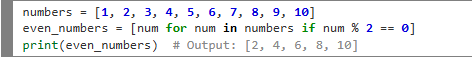 numbers = [1, 2, 3, 4, 5, 6, 7, 8, 9, 10]
even_numbers = [num for num in numbers if num % 2 == 0]
print(even_numbers)  # Output: [2, 4, 6, 8, 10]